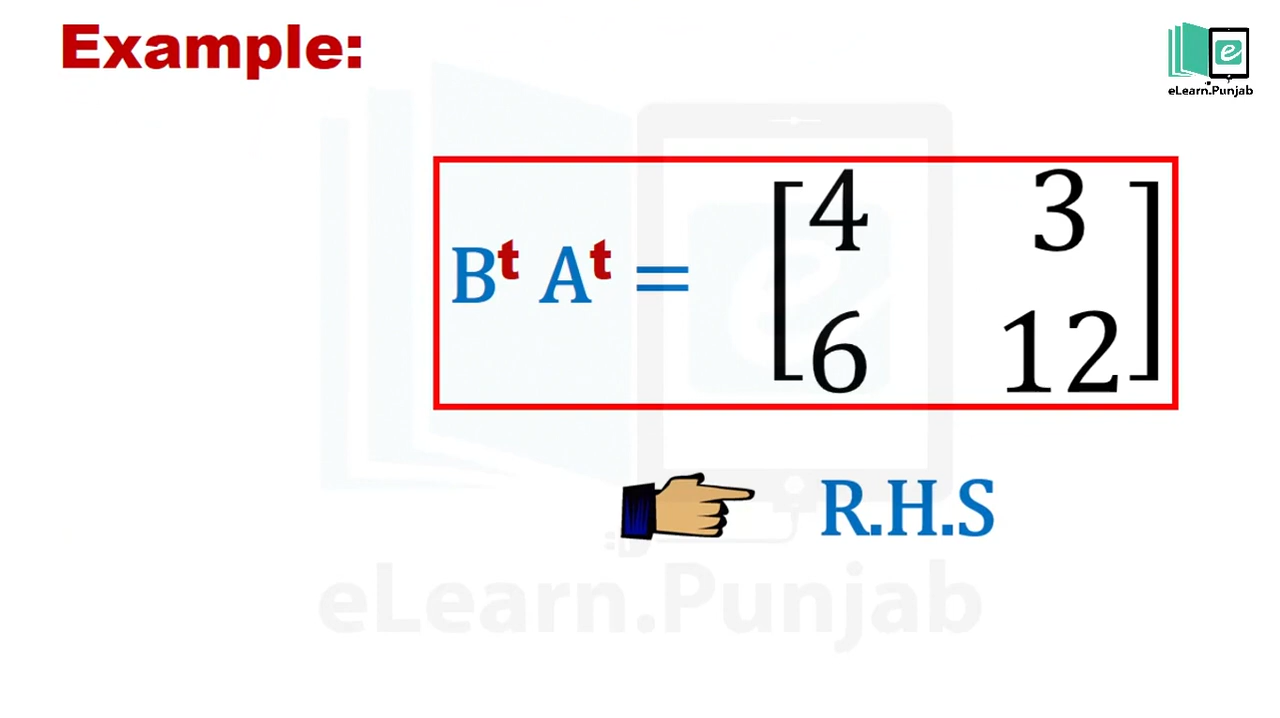 Example:
e
eLearn.Punjab
Bᵗ Aᵗ = [4 3
6 12]
R.H.S
eLearn.Punjab